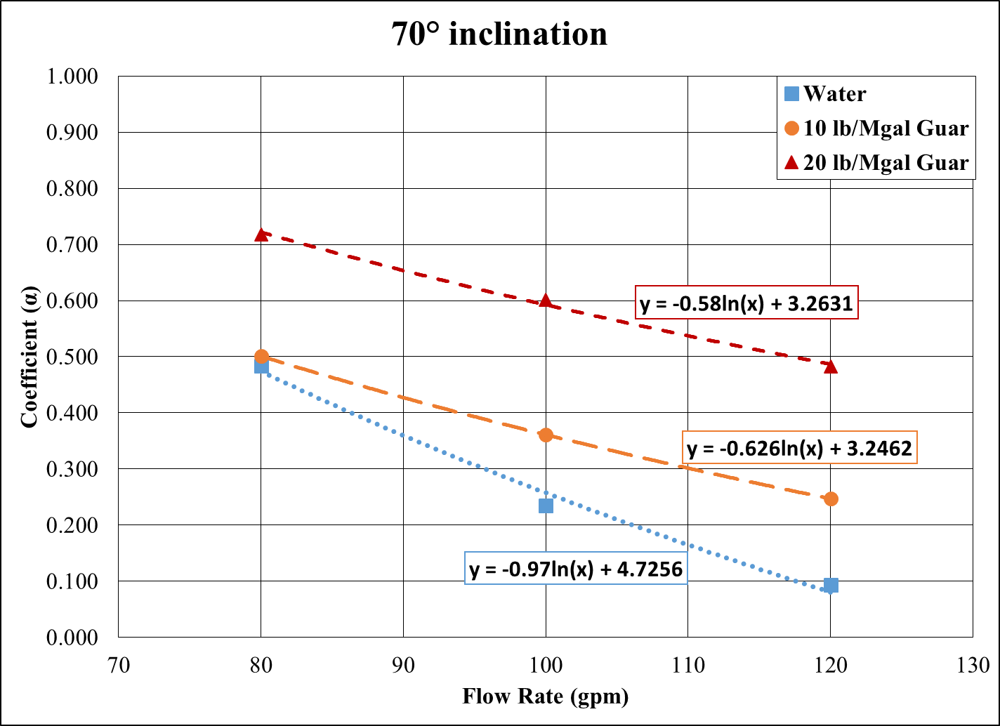 70° inclination
1.000
0.900
0.800
0.700
0.600
0.500
0.400
0.300
0.200
0.100
0.000
Coefficient (α)
Water
10 lb/Mgal Guar
20 lb/Mgal Guar
y = -0.58ln(x) + 3.2631
y = -0.626ln(x) + 3.2462
y = -0.97ln(x) + 4.7256
70 80 90 100 110 120 130
Flow Rate (gpm)